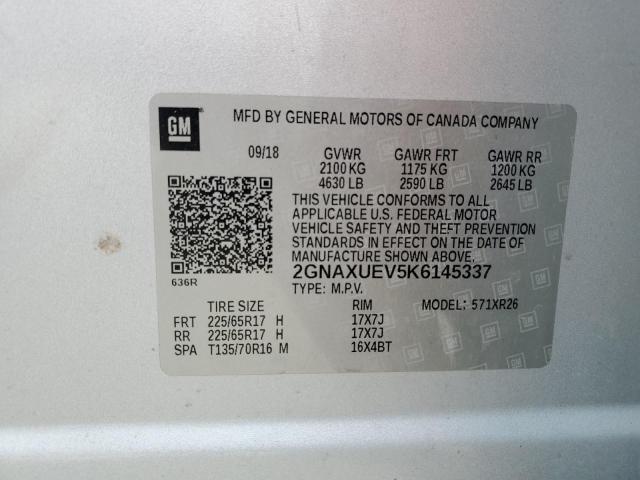 GM
MFD BY GENERAL MOTORS OF CANADA COMPANY
09/18 GVWR GAWR FRT GAWR RR
2100 KG 1175 KG 1200 KG
4630 LB 2590 LB 2645 LB
THIS VEHICLE CONFORMS TO ALL
APPLICABLE U.S. FEDERAL MOTOR
VEHICLE SAFETY AND THEFT PREVENTION
STANDARDS IN EFFECT ON THE DATE OF
MANUFACTURE SHOWN ABOVE.
2GNAXUEV5K6145337
636R
TYPE: M.P.V.
TIRE SIZE RIM MODEL: 571XR26
FRT 225/65R17 H 17X7J
RR 225/65R17 H 17X7J
SPA T135/70R16 M 16X4BT